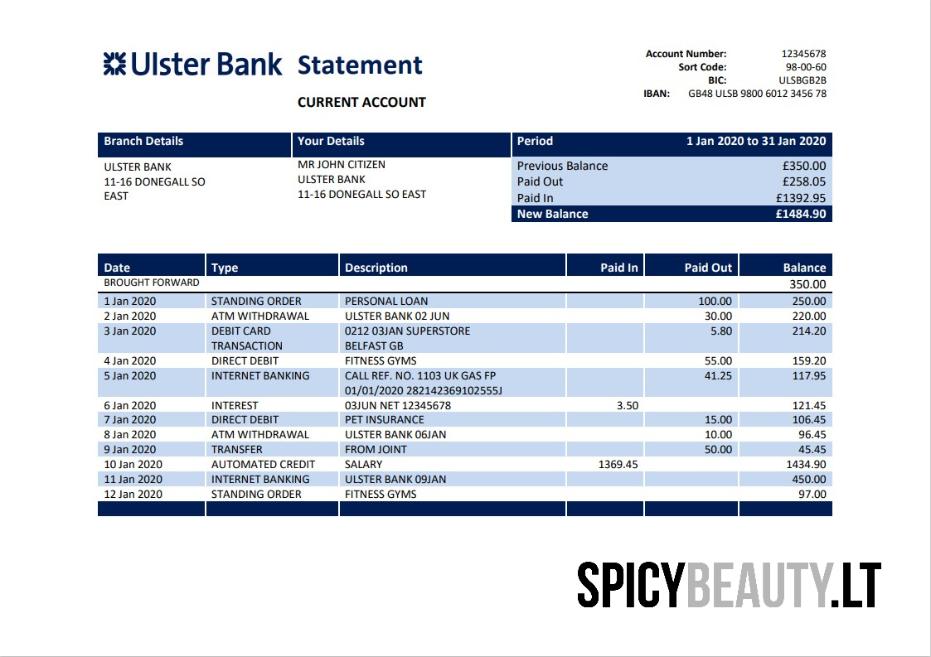 Ulster Bank Statement
CURRENT ACCOUNT
Account Number: 12345678
Sort Code: 98-00-60
BIC: ULSBGB2B
IBAN: GB48 ULSB 9800 6012 3456 78
Branch Details Your Details Period 1 Jan 2020 to 31 Jan 2020
ULSTER BANK
11-16 DONEGALL SO
EAST
MR JOHN CITIZEN
ULSTER BANK
11-16 DONEGALL SO EAST
Previous Balance £350.00
Paid Out £258.05
Paid In £1392.95
New Balance £1484.90
Date Type Description Paid In Paid Out Balance
BROUGHT FORWARD 350.00
1 Jan 2020 STANDING ORDER PERSONAL LOAN 100.00 250.00
2 Jan 2020 ATM WITHDRAWAL ULSTER BANK 02 JUN 30.00 220.00
3 Jan 2020 DEBIT CARD 0212 03JAN SUPERSTORE 5.80 214.20
TRANSACTION BELFAST GB
4 Jan 2020 DIRECT DEBIT FITNESS GYMS 55.00 159.20
5 Jan 2020 INTERNET BANKING CALL REF. NO. 1103 UK GAS FP 41.25 117.95
01/01/2020 282142369102555J
6 Jan 2020 INTEREST 03JUN NET 12345678 3.50 121.45
7 Jan 2020 DIRECT DEBIT PET INSURANCE 15.00 106.45
8 Jan 2020 ATM WITHDRAWAL ULSTER BANK 06JAN 10.00 96.45
9 Jan 2020 TRANSFER FROM JOINT 50.00 45.45
10 Jan 2020 AUTOMATED CREDIT SALARY 1369.45 1434.90
11 Jan 2020 INTERNET BANKING ULSTER BANK 09JAN 450.00
12 Jan 2020 STANDING ORDER FITNESS GYMS 97.00
SPICYBEAUTY.LT